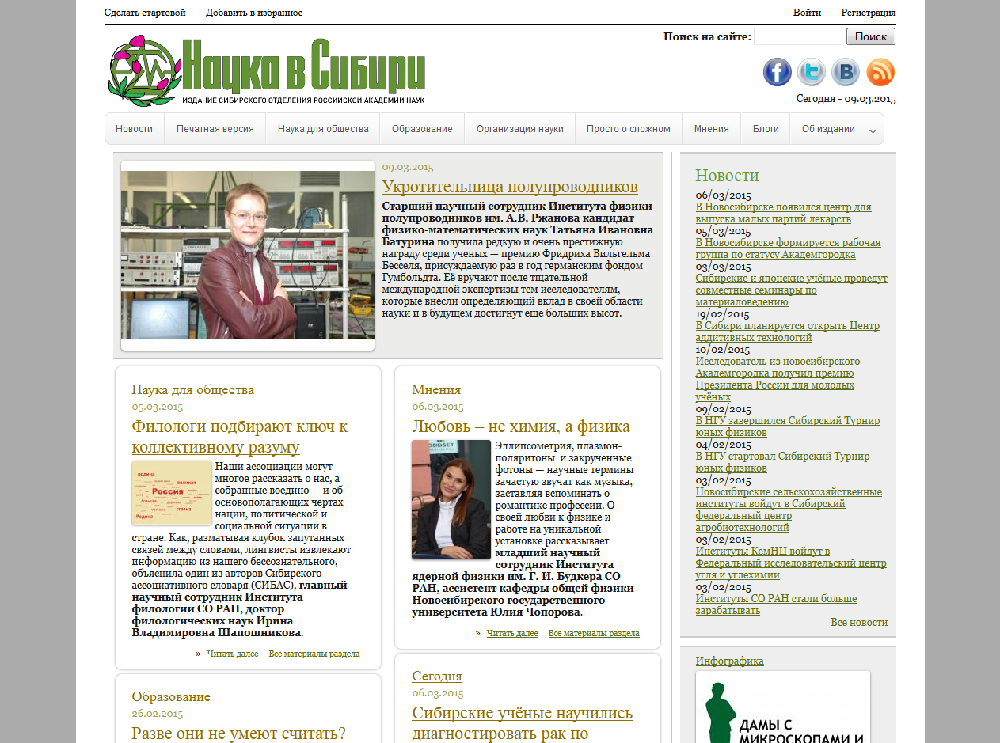 Сделать стартовой Добавить в избранное Войти Регистрация
Поиск на сайте: Поиск
Наука в Сибири
ИЗДАНИЕ СИБИРСКОГО ОТДЕЛЕНИЯ РОССИЙСКОЙ АКАДЕМИИ НАУК
Сегодня - 09.03.2015
Новости Печатная версия Наука для общества Образование Организация науки Просто о сложном Мнения Блоги Об издании
09.03.2015
Укротительница полупроводников
Старший научный сотрудник Института физики
полупроводников им. А.В. Ржанова кандидат
физико-математических наук Татьяна Ивановна
Батурина получила редкую и очень престижную
награду среди ученых — премию Фридриха Вильгельма
Бесселя, присуждаемую раз в год германским фондом
Гумбольдта. Её вручают после тщательной
международной экспертизы тем исследователям,
которые внесли определяющий вклад в своей области
науки и в будущем достигнут еще больших высот.
Наука для общества
05.03.2015
Филологи подбирают ключ к
коллективному разуму
родина
великая
Россия
большая
мать
держава
матушка
страна
Родина
Наши ассоциации могут
многое рассказать о нас, а
собранные воедино — и об
основополагающих чертах
нации, политической и
социальной ситуации в
стране. Как, разматывая клубок запутанных
связей между словами, лингвисты извлекают
информацию из нашего бессознательного,
объяснила один из авторов Сибирского
ассоциативного словаря (СИБАС), главный
научный сотрудник Института
филологии СО РАН, доктор
филологических наук Ирина
Владимировна Шапошникова.
» Читать далее Все материалы раздела
Образование
26.02.2015
Разве они не умеют считать?
Мнения
06.03.2015
Любовь – не химия, а физика
ODDSET
Эллипсометрия, плазмон-
поляритоны и закрученные
фотоны — научные термины
зачастую звучат как музыка,
заставляя вспоминать о
романтике профессии. О
своей любви к физике и
работе на уникальной
установке рассказывает
младший научный
сотрудник Института
ядерной физики им. Г. И. Будкера СО
РАН, ассистент кафедры общей физики
Новосибирского государственного
университета Юлия Чопорова.
» Читать далее Все материалы раздела
Сегодня
06.03.2015
Сибирские учёные научились
диагностировать рак по
Новости
06/03/2015
В Новосибирске появился центр для
выпуска малых партий лекарств
05/03/2015
В Новосибирске формируется рабочая
группа по статусу Академгородка
03/03/2015
Сибирские и японские учёные проведут
совместные семинары по
материаловедению
19/02/2015
В Сибири планируется открыть Центр
аддитивных технологий
10/02/2015
Исследователь из новосибирского
Академгородка получил премию
Президента России для молодых
учёных
09/02/2015
В НГУ завершился Сибирский Турнир
юных физиков
04/02/2015
В НГУ стартовал Сибирский Турнир
юных физиков
03/02/2015
Новосибирские сельскохозяйственные
институты войдут в Сибирский
федеральный центр
агробиотехнологий
03/02/2015
Институты КемНЦ войдут в
Федеральный исследовательский центр
угля и углехимии
03/02/2015
Институты СО РАН стали больше
зарабатывать
Все новости
Инфографика
ДАМЫ С
МИКРОСКОПАМИ И